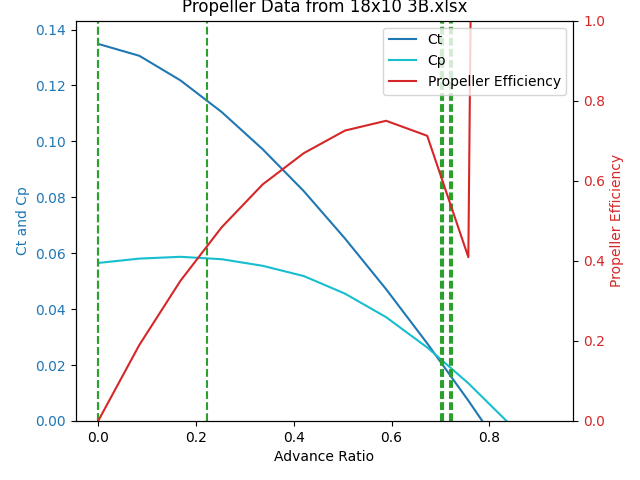 Propeller Data from 18x10 3B.xlsx
Ct
Cp
Propeller Efficiency
0.14
0.12
0.10
0.08
0.06
0.04
0.02
0.00
Ct and Cp
1.0
0.8
0.6
0.4
0.2
0.0
Propeller Efficiency
0.0 0.2 0.4 0.6 0.8
Advance Ratio